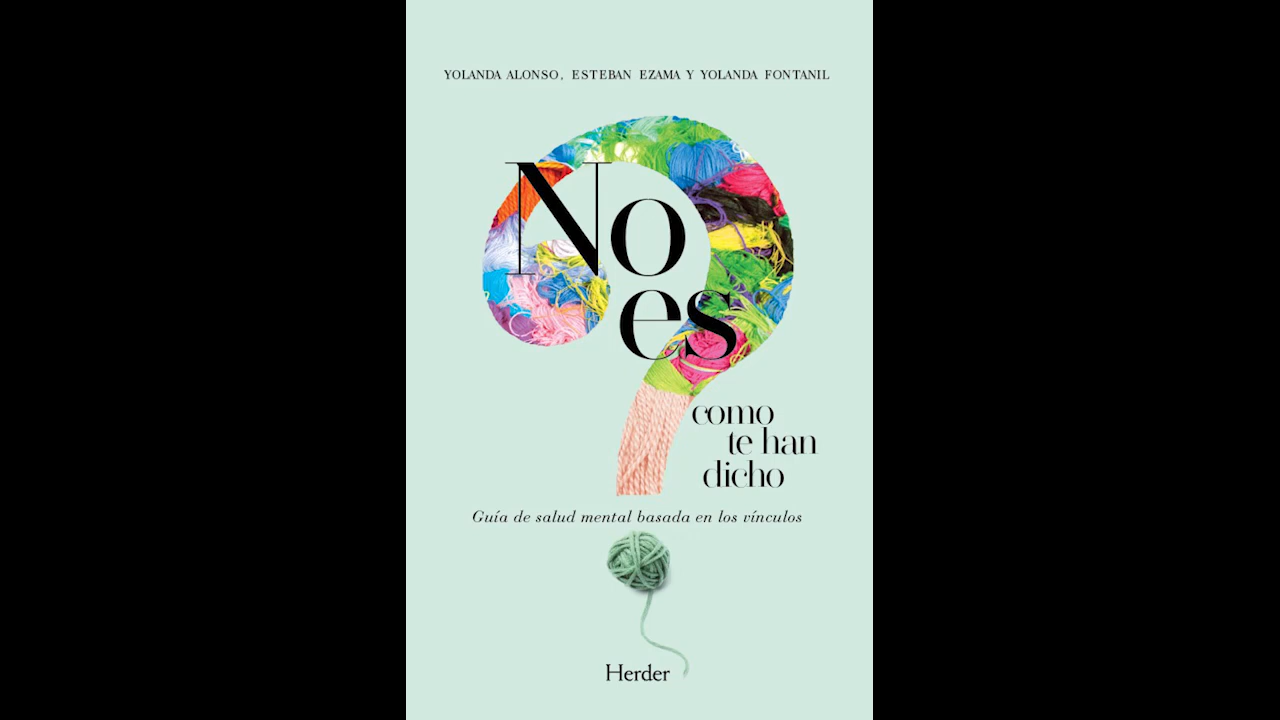 YOLANDA ALONSO, ESTEBAN EZAMA Y YOLANDA FONTANIL
No
es
como
te han
dicho
Guía de salud mental basada en los vínculos
Herder